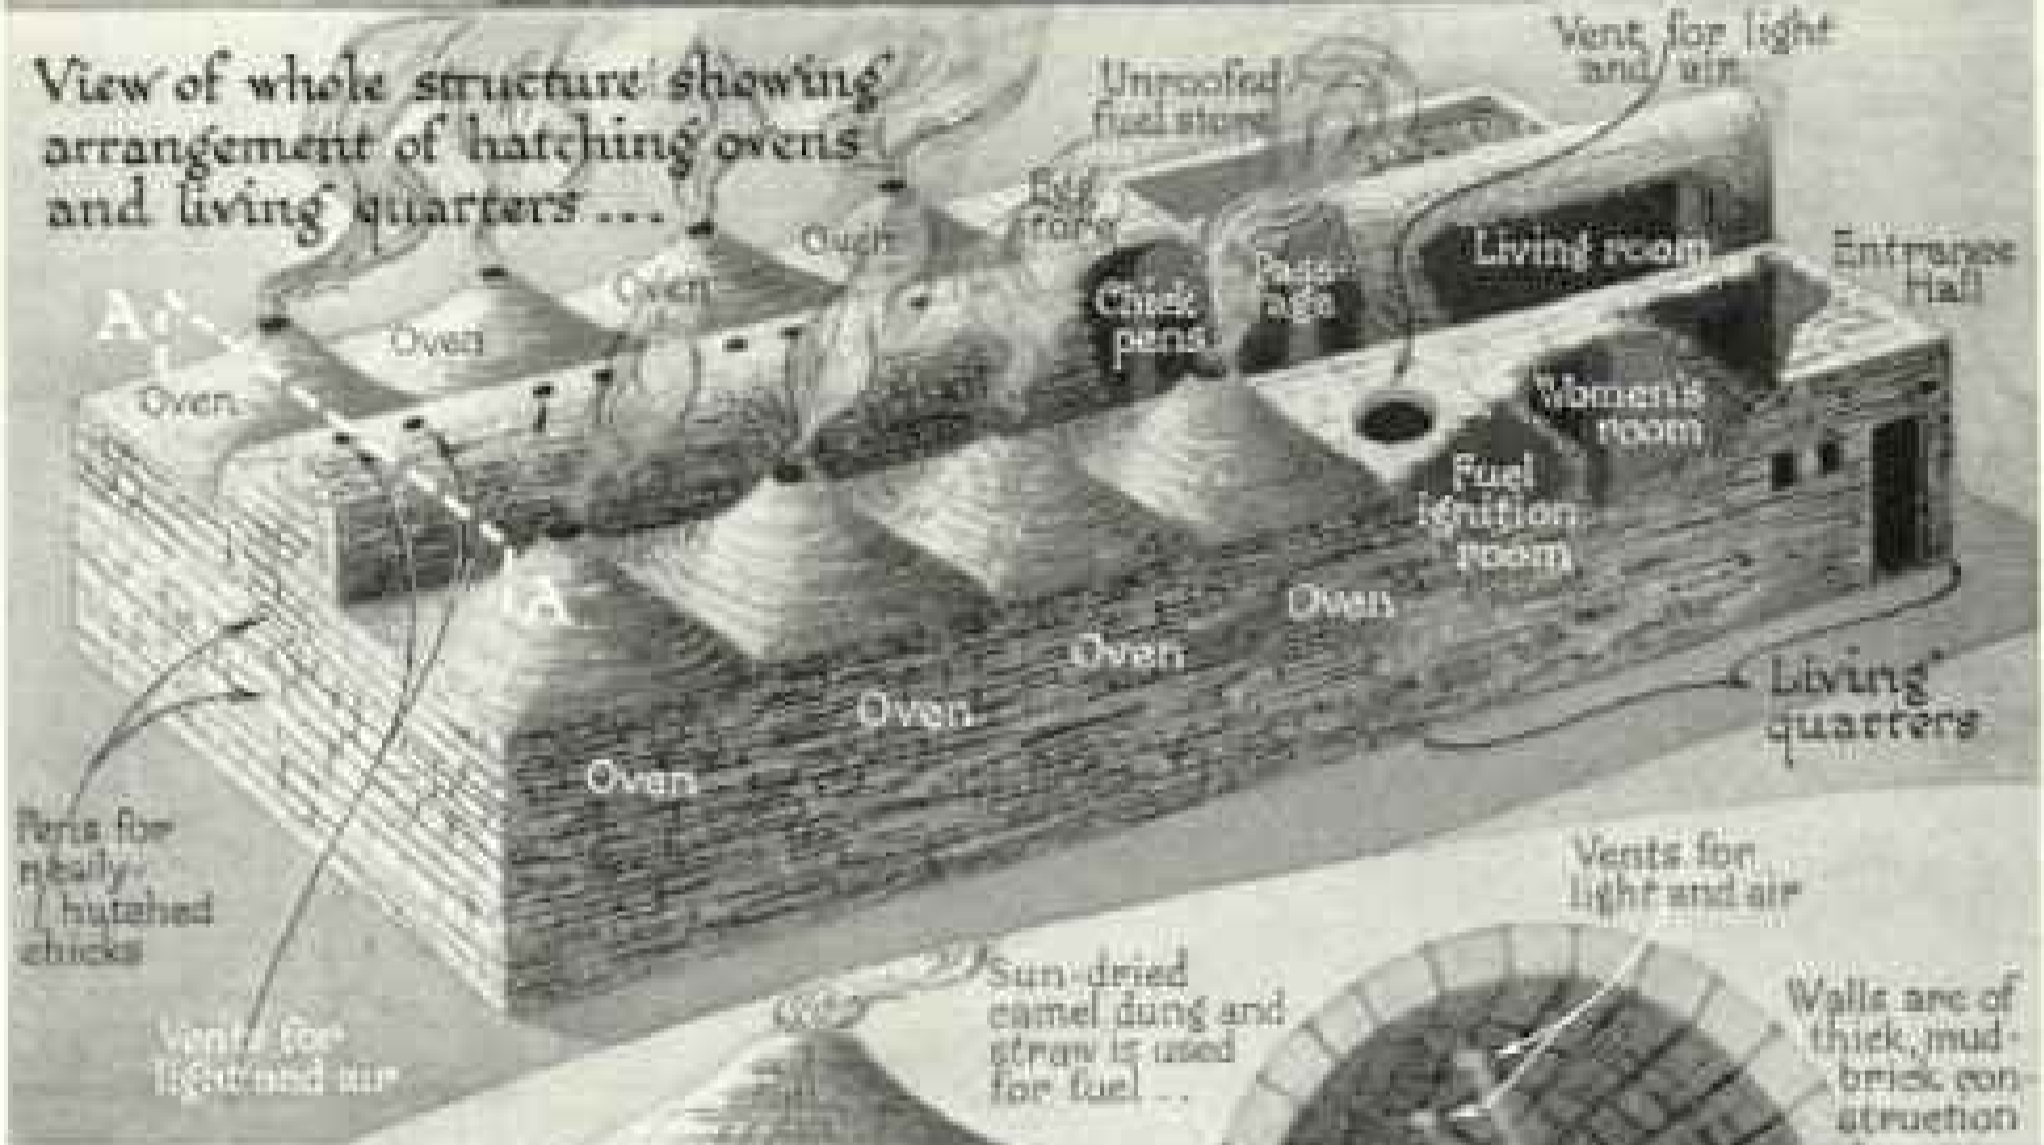 View of whole structure showing
arrangement of hatching ovens
and living quarters...
Unroofed
fuel store
Vent for light
and air
Egg
store
Oven
Oven
Oven
Oven
A
Chick
pens
Pass-
age
Living room
Entrance
Hall
Women's
room
Fuel
ignition
room
A
Oven
Oven
Oven
Oven
Living
quarters
Pens for
newly-
hatched
chicks
Vents for
light and air
Vents for
light and air
Sun-dried
camel dung and
straw is used
for fuel...
Walls are of
thick, mud-
brick con
struction